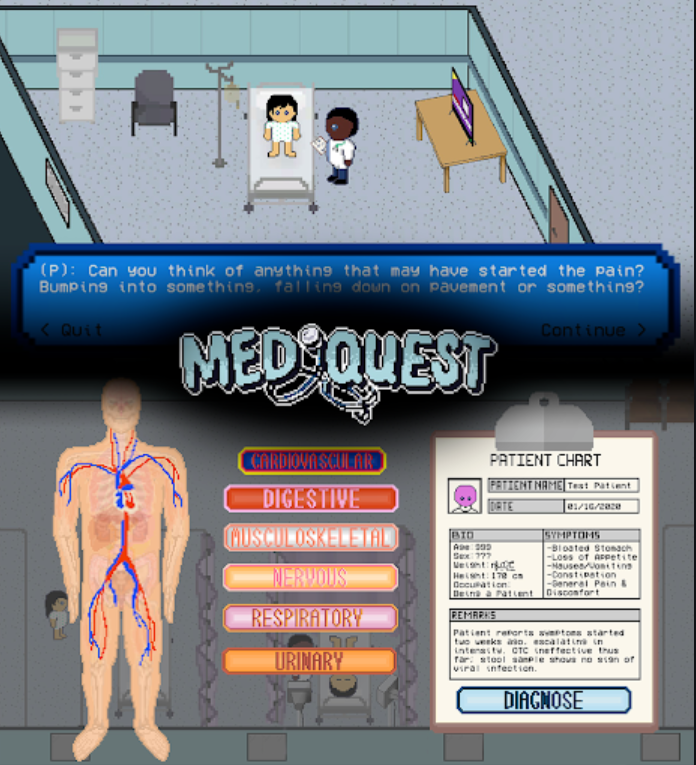 (P): Can you think of anything that may have started the pain?
Bumping into something, falling down on pavement or something?
< Quit
Continue >
MEDIQUEST
CARDIOVASCULAR
DIGESTIVE
MUSCULOSKELETAL
NERVOUS
RESPIRATORY
URINARY
PATIENT CHART
PATIENT NAME Test Patient
DATE 01/16/2020
BIO
Age:999
Sex:???
Weight:
Height:178 cm
Occupation:
Being a Patient
SYMPTOMS
-Bloated Stomach
-Loss of Appetite
-Nausea/Vomiting
-Constipation
-General Pain &
Discomfort
REMARKS
Patient reports symptoms started
two weeks ago, escalating in
intensity. OTC ineffective thus
far; stool sample shows no sign of
viral infection.
DIAGNOSE